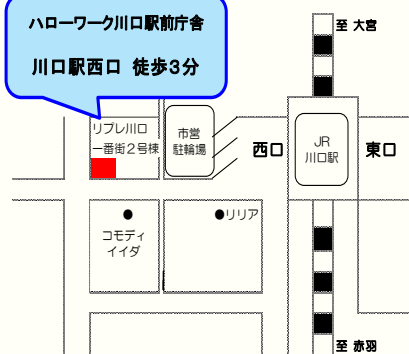 ハローワーク川口駅前庁舎
川口駅西口 徒歩3分
至 大宮
リプレ川口
一番街2号棟
市営
駐輪場
西口
JR
川口駅
東口
コモディ
イイダ
●リリア
至 赤羽